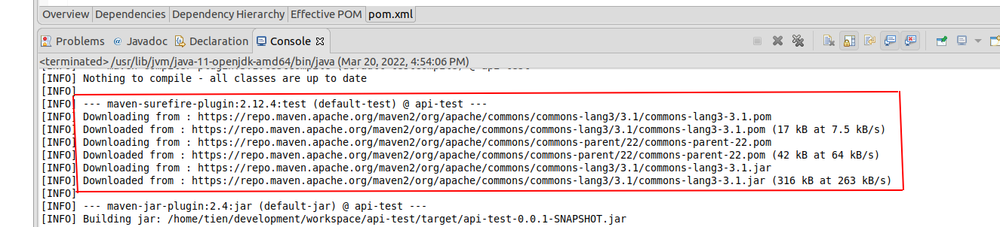 Overview Dependencies Dependency Hierarchy Effective POM pom.xml
Problems @ Javadoc Declaration Console
<terminated> /usr/lib/jvm/java-11-openjdk-amd64/bin/java (Mar 20, 2022, 4:54:06 PM)
[INFO] Nothing to compile - all classes are up to date
[INFO]
[INFO] --- maven-surefire-plugin:2.12.4:test (default-test) @ api-test ---
[INFO] Downloading from : https://repo.maven.apache.org/maven2/org/apache/commons/commons-lang3/3.1/commons-lang3-3.1.pom
[INFO] Downloaded from : https://repo.maven.apache.org/maven2/org/apache/commons/commons-lang3/3.1/commons-lang3-3.1.pom (17 kB at 7.5 kB/s)
[INFO] Downloading from : https://repo.maven.apache.org/maven2/org/apache/commons/commons-parent/22/commons-parent-22.pom
[INFO] Downloaded from : https://repo.maven.apache.org/maven2/org/apache/commons/commons-parent/22/commons-parent-22.pom (42 kB at 64 kB/s)
[INFO] Downloading from : https://repo.maven.apache.org/maven2/org/apache/commons/commons-lang3/3.1/commons-lang3-3.1.jar
[INFO] Downloaded from : https://repo.maven.apache.org/maven2/org/apache/commons/commons-lang3/3.1/commons-lang3-3.1.jar (316 kB at 263 kB/s)
[INFO]
[INFO] --- maven-jar-plugin:2.4:jar (default-jar) @ api-test ---
[INFO] Building jar: /home/tien/development/workspace/api-test/target/api-test-0.0.1-SNAPSHOT.jar